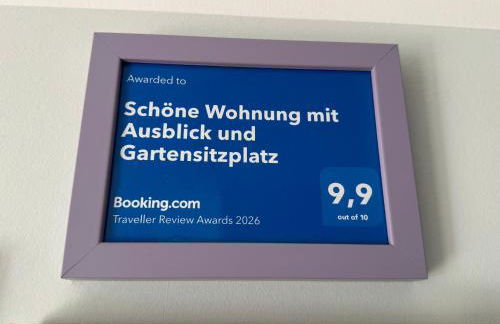 Awarded to
Schöne Wohnung mit
Ausblick und
Gartensitzplatz
Booking.com
Traveller Review Awards 2026
9,9
out of 10